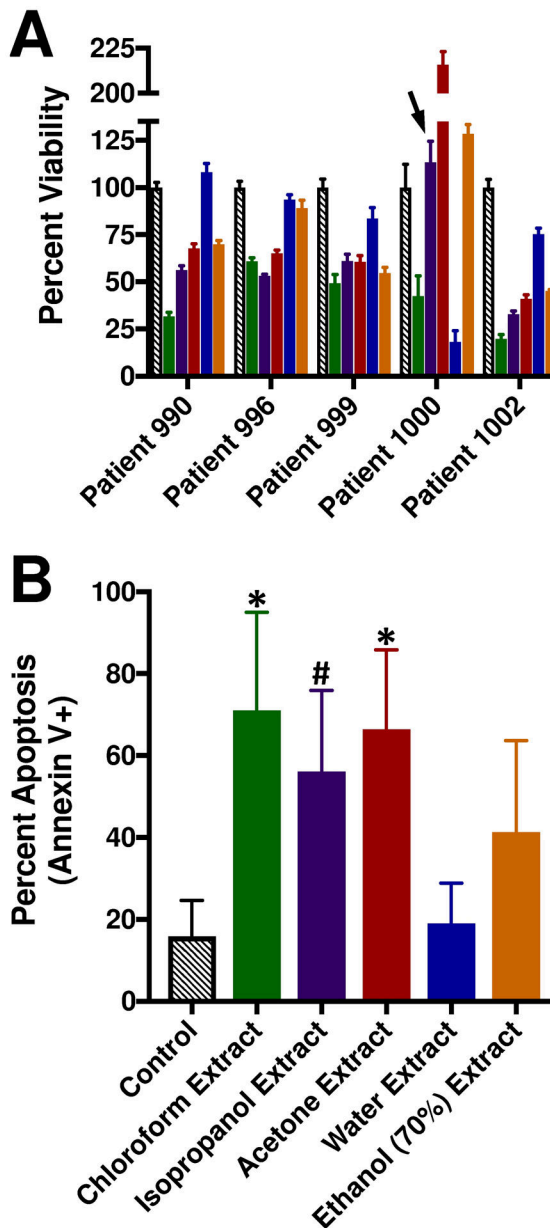 A
Percent Viability
225
200
125
100
75
50
25
0
Patient 990
Patient 996
Patient 999
Patient 1000
Patient 1002
B
Percent Apoptosis
(Annexin V+)
100
80
60
40
20
0
*
#
*
Control
Chloroform Extract
Isopropanol Extract
Acetone Extract
Water Extract
Ethanol (70%) Extract